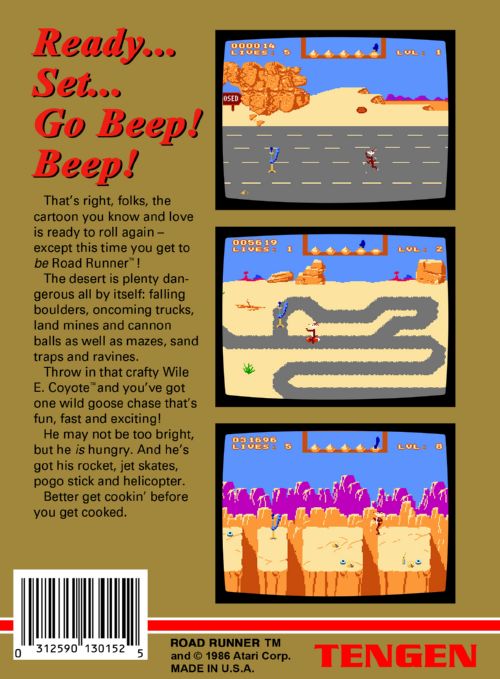 Ready...
Set...
Go Beep!
Beep!
That's right, folks, the
cartoon you know and love
is ready to roll again –
except this time you get to
be Road Runner™!
The desert is plenty dan-
gerous all by itself: falling
boulders, oncoming trucks,
land mines and cannon
balls as well as mazes, sand
traps and ravines.
Throw in that crafty Wile
E. Coyote™ and you've got
one wild goose chase that's
fun, fast and exciting!
He may not be too bright,
but he is hungry. And he's
got his rocket, jet skates,
pogo stick and helicopter.
Better get cookin' before
you get cooked.
000014
LIVES: 5
LVL: 1
OSED
005619
LIVES: 1
LVL: 2
031696
LIVES: 5
LVL: 8
0 312590 130152 5
ROAD RUNNER TM
and © 1986 Atari Corp.
MADE IN U.S.A.
TENGEN